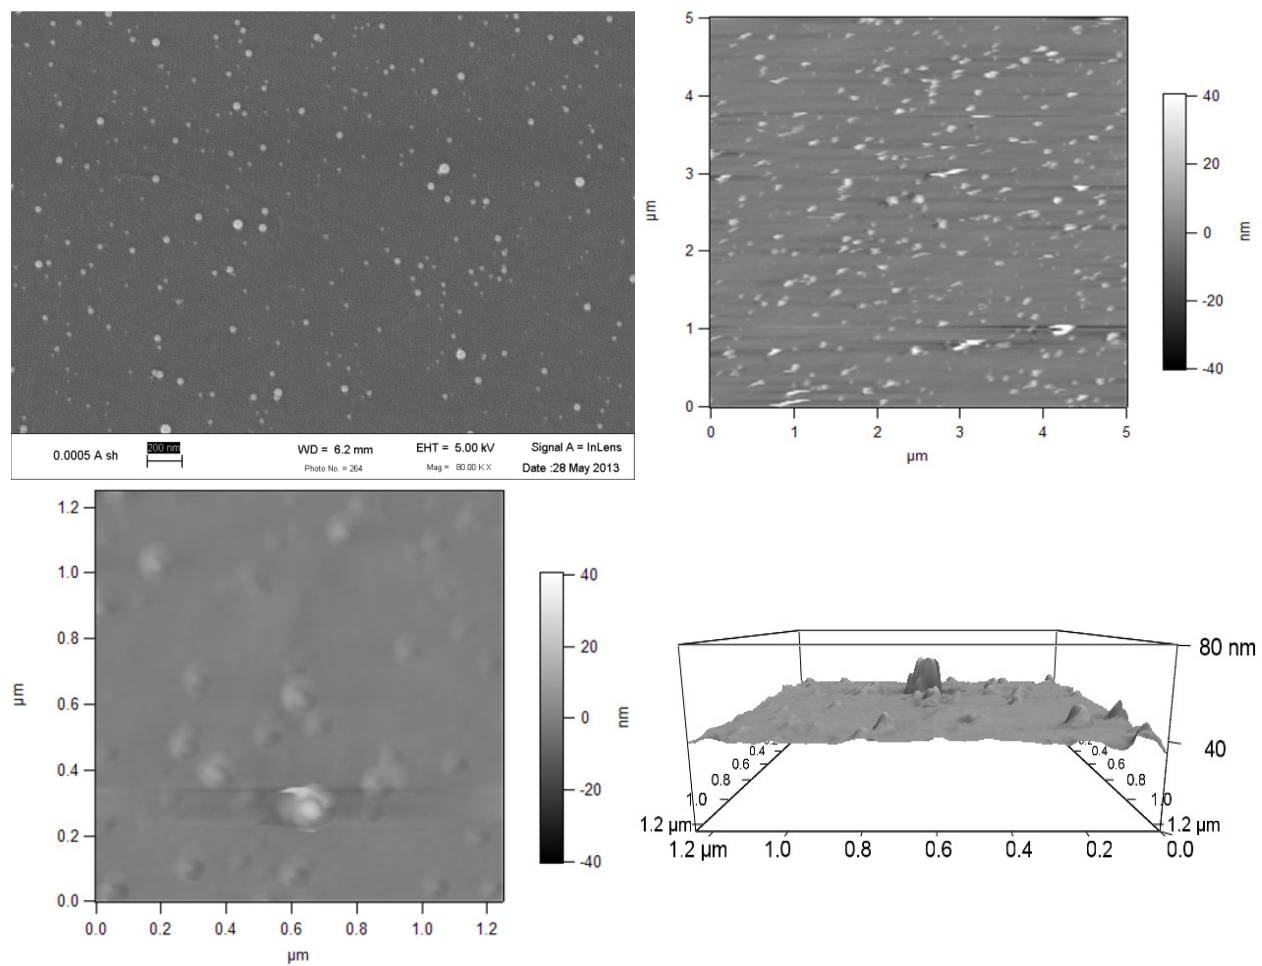 0.0005 A sh
200 nm
WD = 6.2 mm
Photo No. = 264
EHT = 5.00 kV
Mag = 80.00 K X
Signal A = InLens
Date :28 May 2013
5
4
3
2
1
0
µm
0 1 2 3 4 5
µm
40
20
0
-20
-40
nm
1.2
1.0
0.8
0.6
0.4
0.2
0.0
µm
0.0 0.2 0.4 0.6 0.8 1.0 1.2
µm
40
20
0
-20
-40
nm
80 nm
40
0.4
0.6
0.8
1.0
1.2 µm
0.4
0.6
0.8
1.0
1.2 µm
1.2 µm 1.0 0.8 0.6 0.4 0.2 0.0